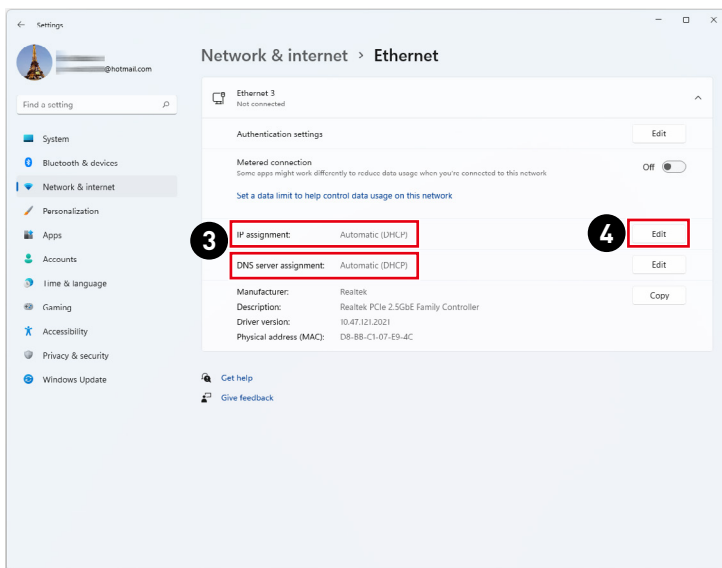 Settings
@hotmail.com
Find a setting
System
Bluetooth & devices
Network & internet
Personalization
Apps
Accounts
Time & language
Gaming
Accessibility
Privacy & security
Windows Update
Network & internet > Ethernet
Ethernet 3
Not connected
Authentication settings Edit
Metered connection
Some apps might work differently to reduce data usage when you're connected to this network
Off
Set a data limit to help control data usage on this network
3 IP assignment: Automatic (DHCP) 4 Edit
DNS server assignment: Automatic (DHCP) Edit
Manufacturer: Realtek Copy
Description: Realtek PCIe 2.5GbE Family Controller
Driver version: 10.47.121.2021
Physical address (MAC): D8-BB-C1-07-E9-4C
Get help
Give feedback